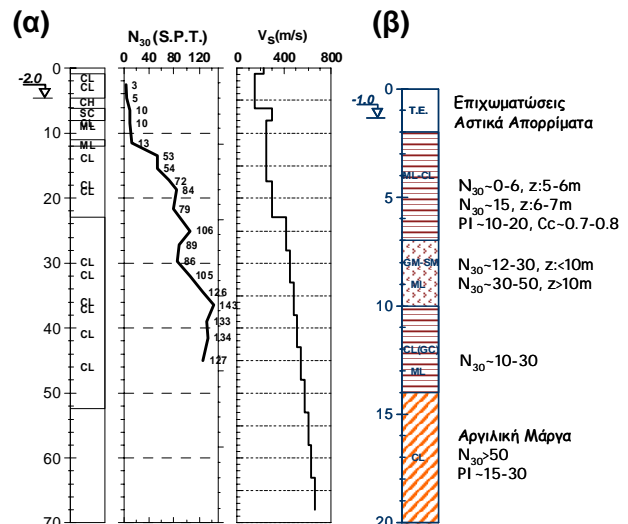 (α)
N30 (S.P.T.)
0 40 80 120
VS(m/s)
0 400 800
-2.0
0
10
20
30
40
50
60
70
CL
CL
CH
SC
CL
ML
ML
CL
CL
CL
CL
CL
CL
CL
CL
CL
3
5
10
10
13
53
54
72
84
79
106
89
86
105
126
143
133
134
127
(β)
-1.0
0
5
10
15
20
T.E.
ML-CL
GM-SM
ML
CL(GC)
ML
CL
Επιχωματώσεις
Αστικά Απορρίματα
N30~0-6, z:5-6m
N30~15, z:6-7m
PI~10-20, Cc~0.7-0.8
N30~12-30, z:<10m
N30~30-50, z>10m
N30~10-30
Αργιλική Μάργα
N30>50
PI~15-30